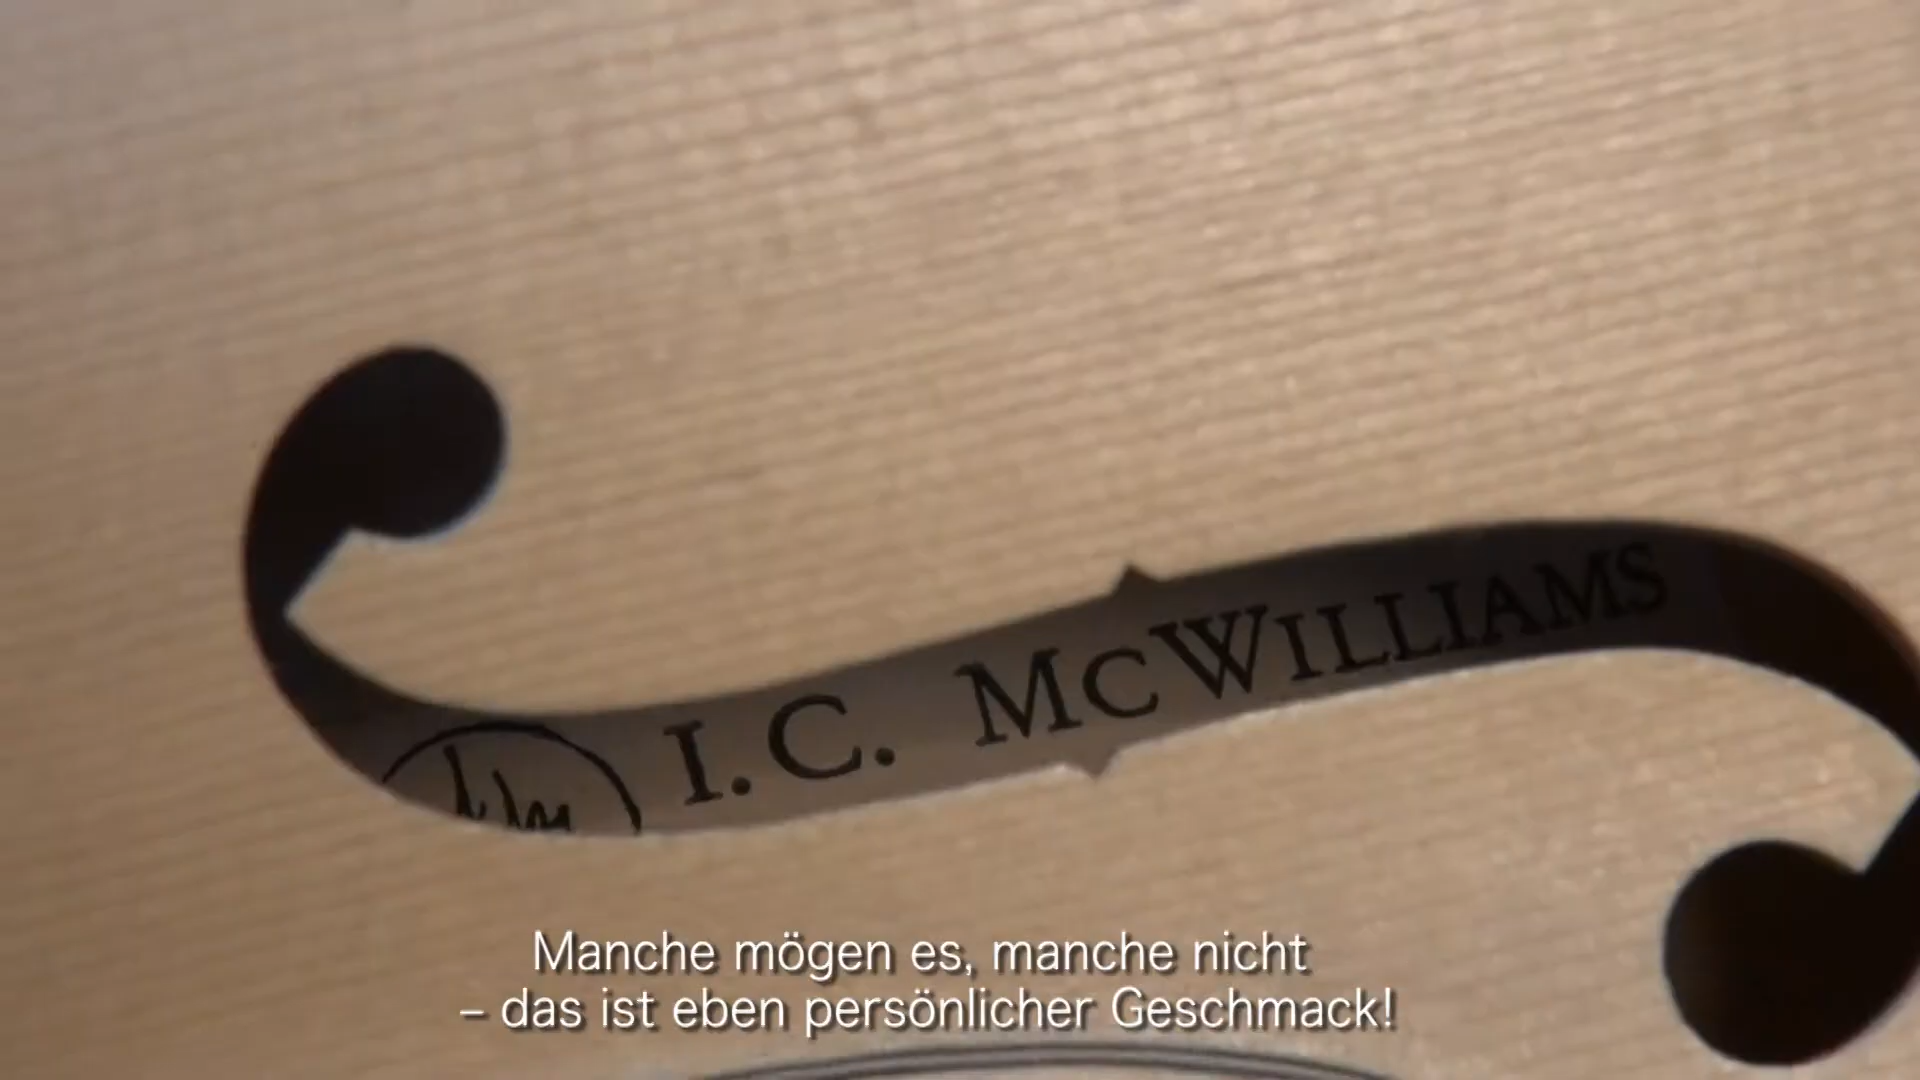 I.C. McWILLIAMS
Manche mögen es, manche nicht
– das ist eben persönlicher Geschmack!